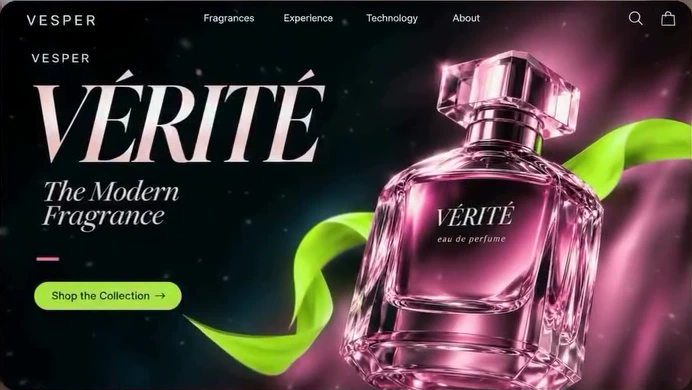 VESPER
Fragrances Experience Technology About
VESPER
VÉRITÉ
The Modern
Fragrance
Shop the Collection →
VÉRITÉ
eau de perfume